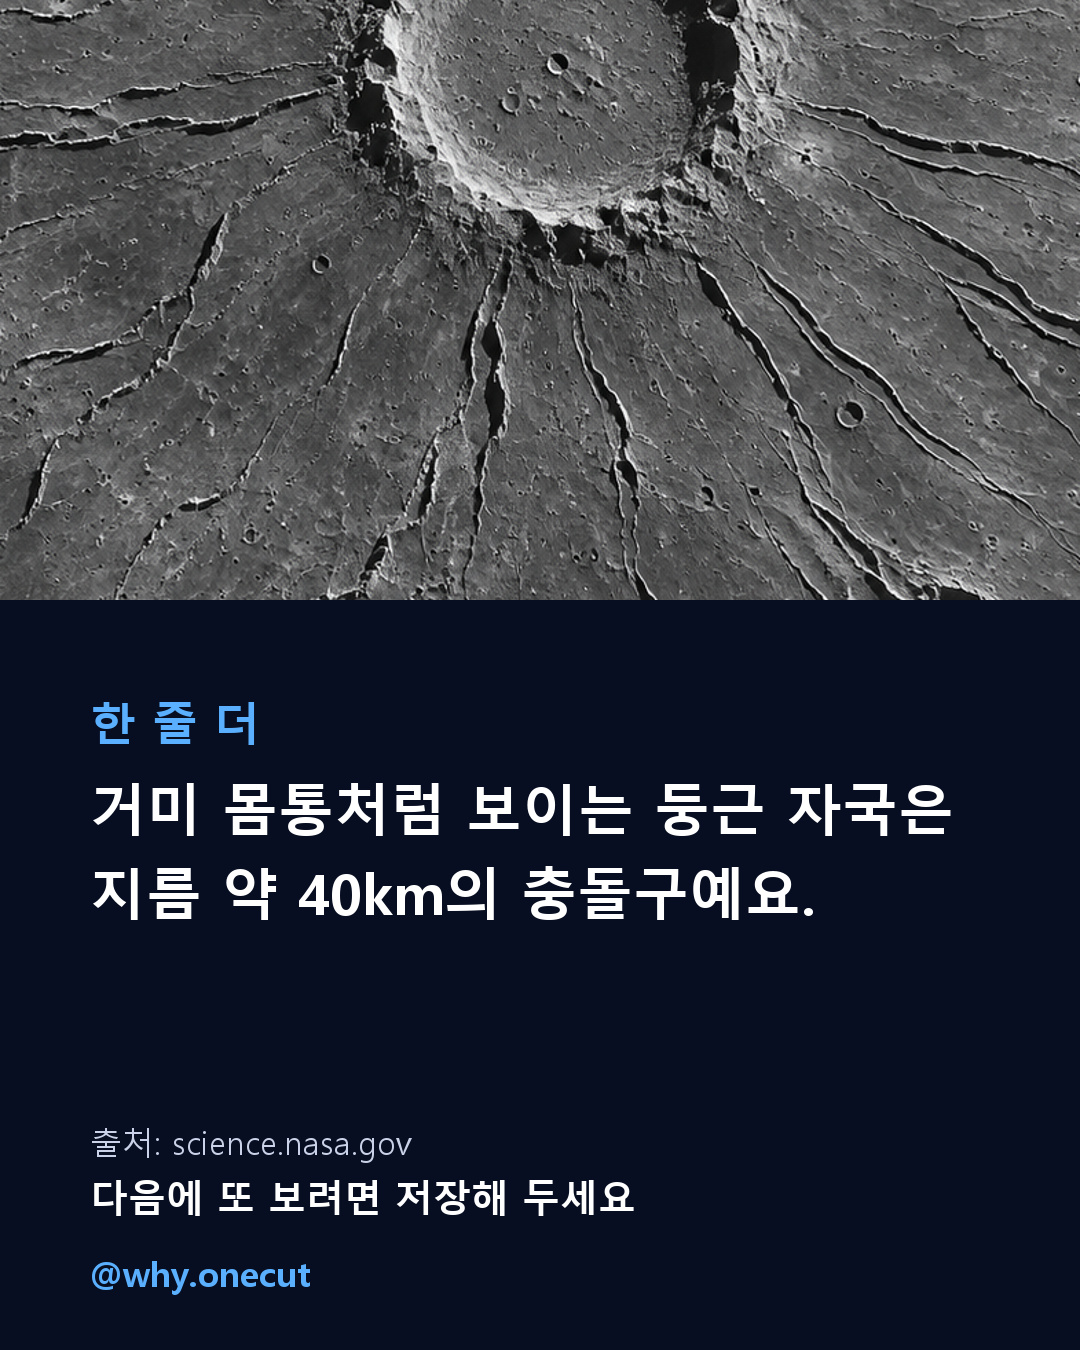 한 줄 더
거미 몸통처럼 보이는 둥근 자국은
지름 약 40km의 충돌구예요.
출처: science.nasa.gov
다음에 또 보려면 저장해 두세요
@why.onecut